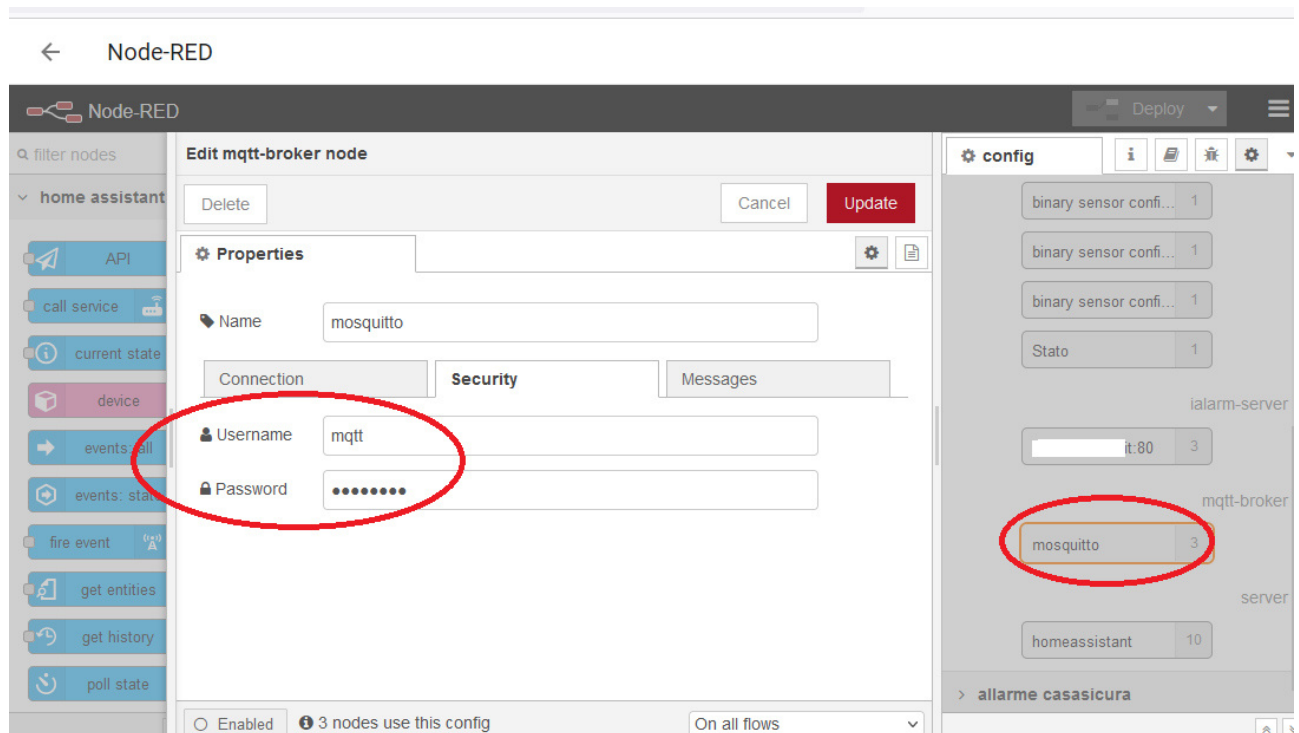 Node-RED
Node-RED
Deploy
filter nodes
home assistant
API
call service
current state
device
events: all
events: state
fire event
get entities
get history
poll state
Edit mqtt-broker node
Delete
Cancel
Update
Properties
Name
mosquitto
Connection
Security
Messages
Username
mqtt
Password
••••••••
Enabled
3 nodes use this config
On all flows
config
binary sensor confi... 1
binary sensor confi... 1
binary sensor confi... 1
Stato 1
ialarm-server
it:80 3
mqtt-broker
mosquitto 3
server
homeassistant 10
allarme casasicura